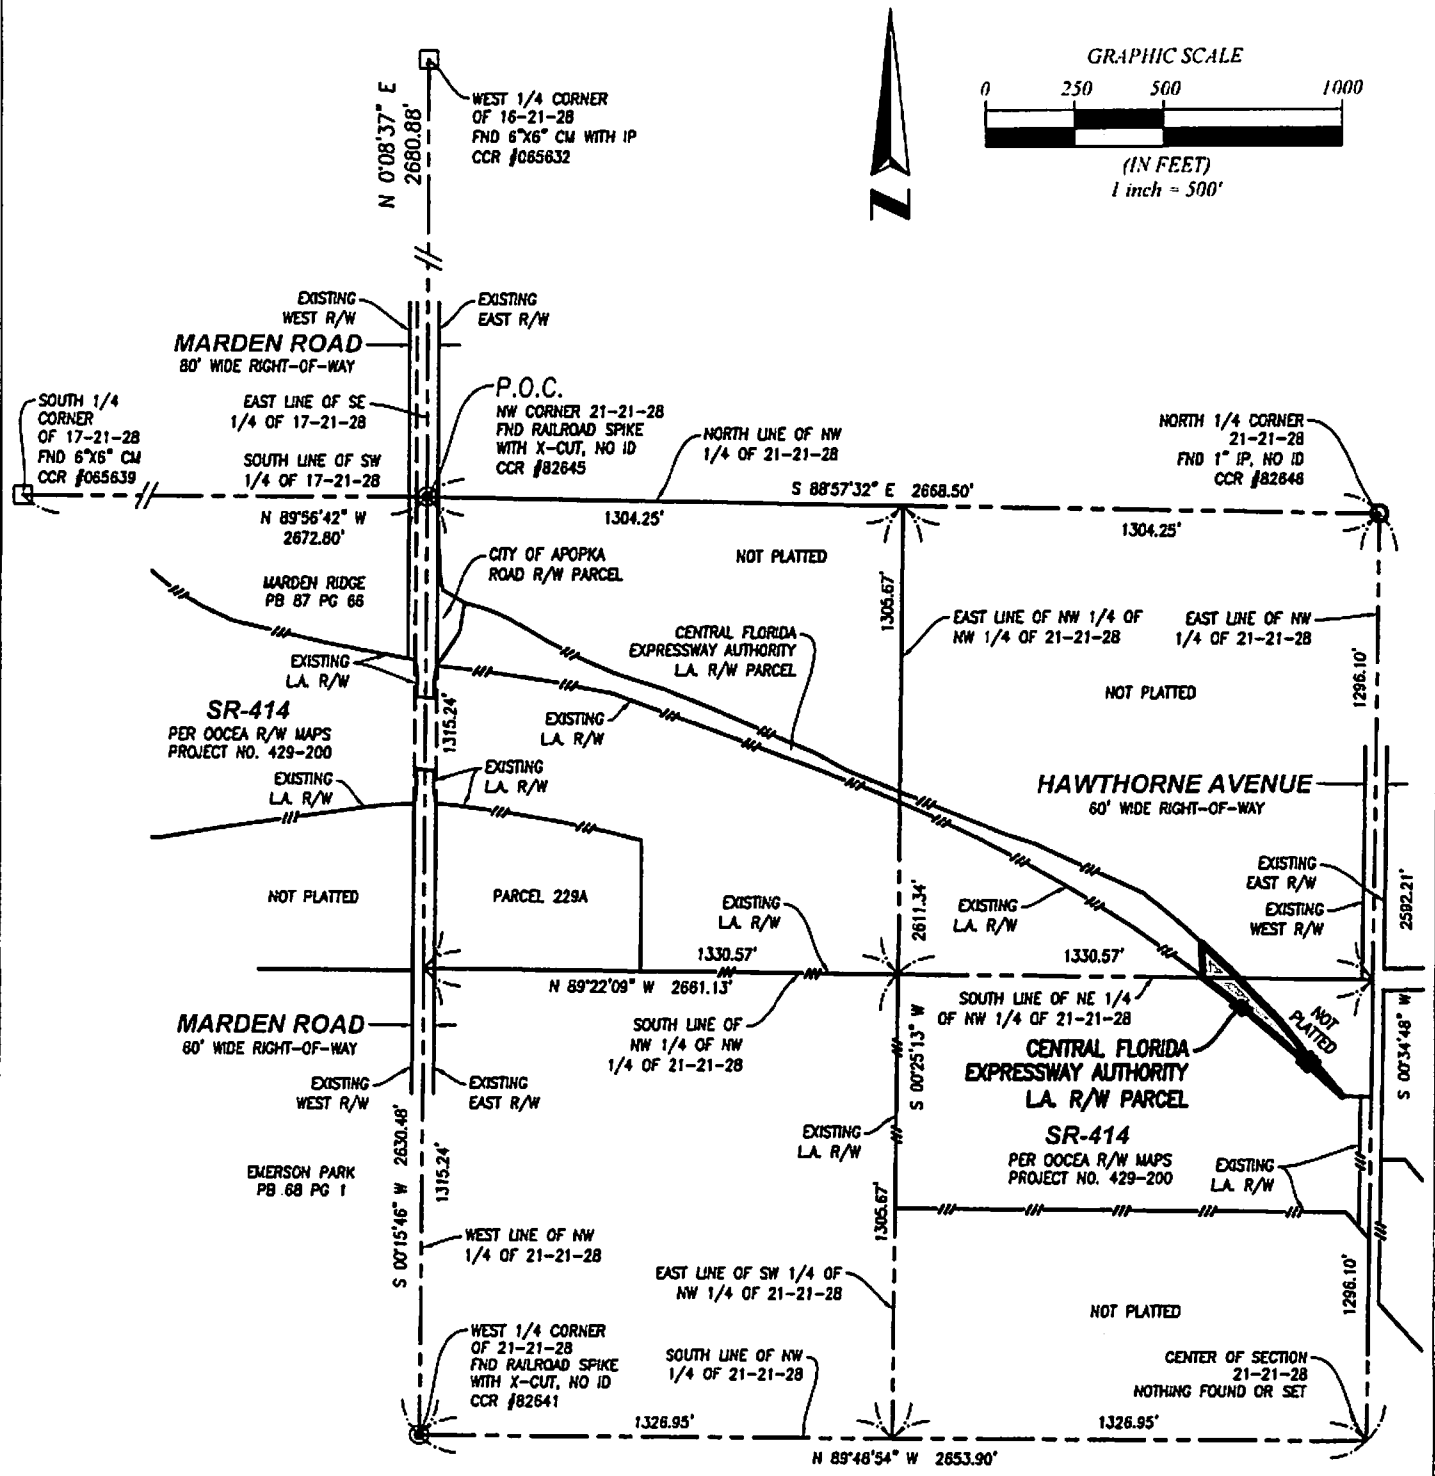 GRAPHIC SCALE
0 250 500 1000
(IN FEET)
1 inch = 500'
N
N 0°08'37" E
2680.88'
WEST 1/4 CORNER
OF 16-21-28
FND 6"X6" CM WITH IP
CCR #065632
EXISTING
WEST R/W
EXISTING
EAST R/W
MARDEN ROAD
80' WIDE RIGHT-OF-WAY
SOUTH 1/4
CORNER
OF 17-21-28
FND 6"X6" CM
CCR #065639
EAST LINE OF SE
1/4 OF 17-21-28
SOUTH LINE OF SW
1/4 OF 17-21-28
P.O.C.
NW CORNER 21-21-28
FND RAILROAD SPIKE
WITH X-CUT, NO ID
CCR #82645
NORTH LINE OF NW
1/4 OF 21-21-28
NORTH 1/4 CORNER
21-21-28
FND 1" IP, NO ID
CCR #82648
S 88°57'32" E 2668.50'
N 89°56'42" W
2672.80'
1304.25'
1304.25'
MARDEN RIDGE
PB 87 PG 66
CITY OF APOPKA
ROAD R/W PARCEL
NOT PLATTED
1305.67'
EAST LINE OF NW 1/4 OF
NW 1/4 OF 21-21-28
EAST LINE OF NW
1/4 OF 21-21-28
CENTRAL FLORIDA
EXPRESSWAY AUTHORITY
L.A. R/W PARCEL
EXISTING
L.A. R/W
NOT PLATTED
1296.10'
SR-414
PER OOCEA R/W MAPS
PROJECT NO. 429-200
1315.24'
EXISTING
L.A. R/W
EXISTING
L.A. R/W
EXISTING
L.A. R/W
HAWTHORNE AVENUE
60' WIDE RIGHT-OF-WAY
NOT PLATTED
PARCEL 229A
EXISTING
L.A. R/W
2611.34'
EXISTING
L.A. R/W
EXISTING
EAST R/W
EXISTING
WEST R/W
2592.21'
1330.57'
1330.57'
N 89°22'09" W 2661.13'
SOUTH LINE OF NE 1/4
OF NW 1/4 OF 21-21-28
NOT
PLATTED
MARDEN ROAD
60' WIDE RIGHT-OF-WAY
SOUTH LINE OF
NW 1/4 OF NW
1/4 OF 21-21-28
S 00°25'13" W
CENTRAL FLORIDA
EXPRESSWAY AUTHORITY
L.A. R/W PARCEL
S 00°34'48" W
EXISTING
WEST R/W
EXISTING
EAST R/W
EXISTING
L.A. R/W
SR-414
PER OOCEA R/W MAPS
PROJECT NO. 429-200
EXISTING
L.A. R/W
EMERSON PARK
PB 68 PG 1
S 00°15'46" W 2630.48'
1315.24'
1305.67'
WEST LINE OF NW
1/4 OF 21-21-28
EAST LINE OF SW 1/4 OF
NW 1/4 OF 21-21-28
NOT PLATTED
1296.10'
WEST 1/4 CORNER
OF 21-21-28
FND RAILROAD SPIKE
WITH X-CUT, NO ID
CCR #82641
SOUTH LINE OF NW
1/4 OF 21-21-28
CENTER OF SECTION
21-21-28
NOTHING FOUND OR SET
1326.95'
1326.95'
N 89°48'54" W 2653.90'